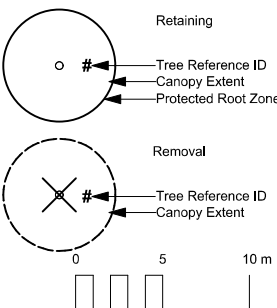 Retaining
# Tree Reference ID
Canopy Extent
Protected Root Zone
Removal
# Tree Reference ID
Canopy Extent
0 5 10 m